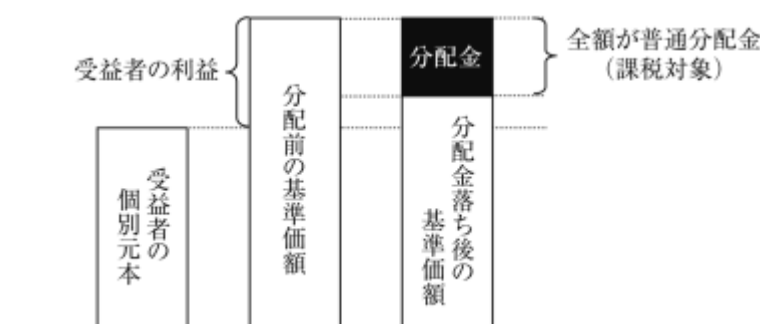 受益者の利益
分配金
全額が普通分配金
(課税対象)
受益者の
個別元本
分配前の基準価額
分配金落ち後の
基準価額